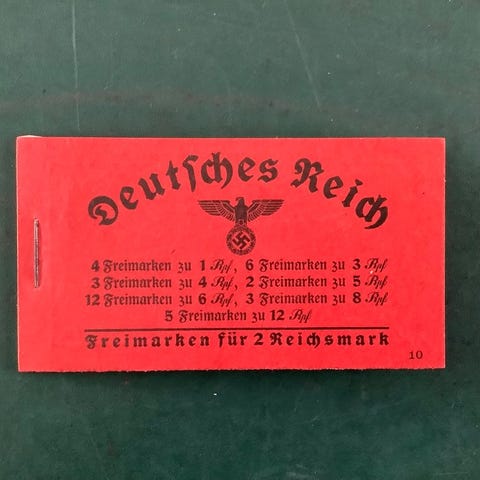 Deutsches Reich
4 Freimarken zu 1 Rpf, 6 Freimarken zu 3 Rpf
3 Freimarken zu 4 Rpf, 2 Freimarken zu 5 Rpf
12 Freimarken zu 6 Rpf, 3 Freimarken zu 8 Rpf
5 Freimarken zu 12 Rpf
Freimarken für 2 Reichsmark
10